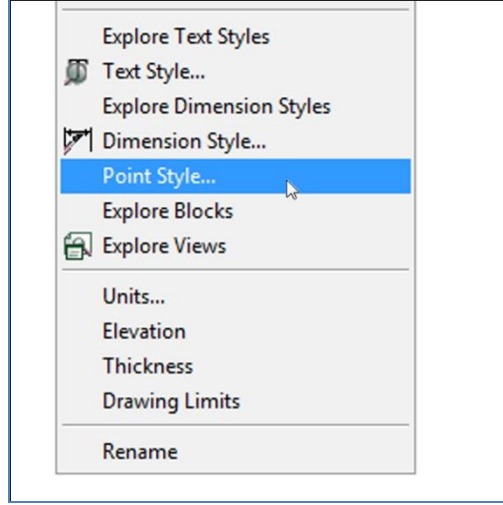 Explore Text Styles
Text Style...
Explore Dimension Styles
Dimension Style...
Point Style...
Explore Blocks
Explore Views
Units...
Elevation
Thickness
Drawing Limits
Rename